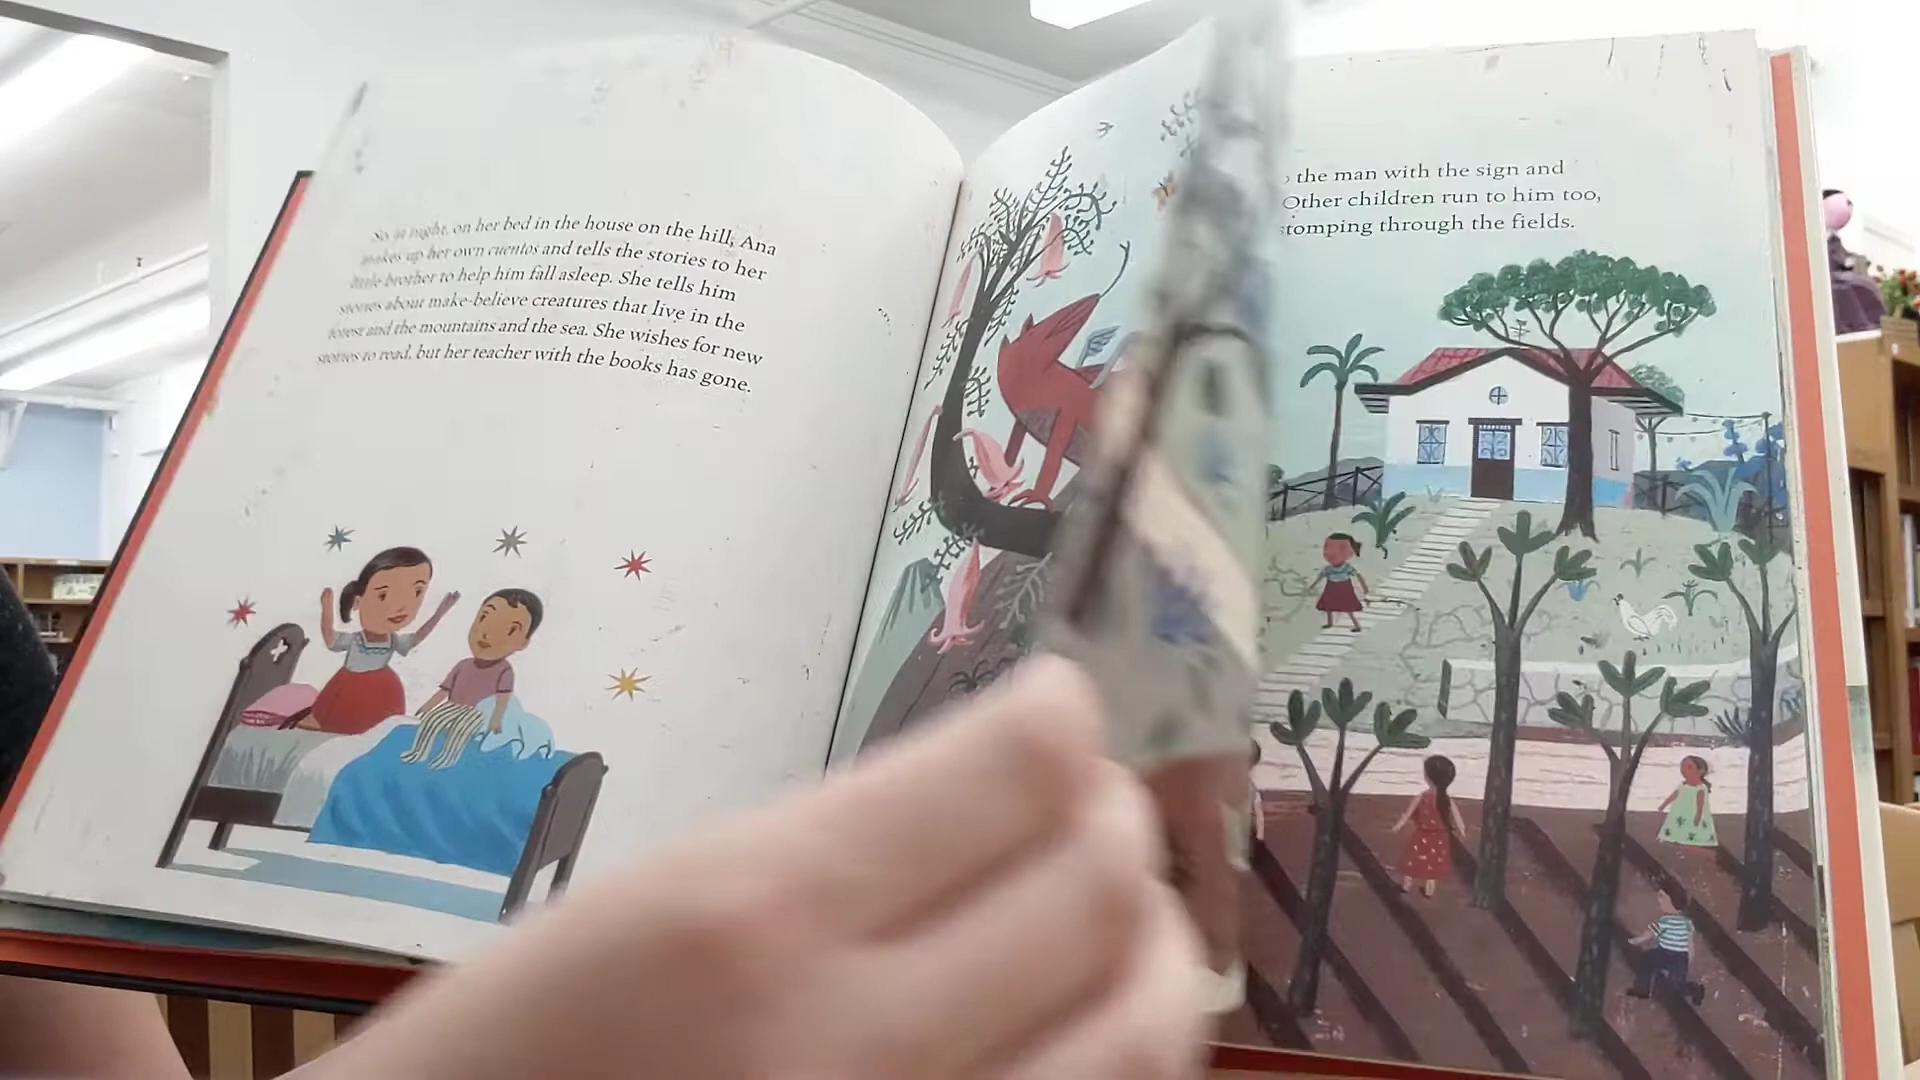 So at night, on her bed in the house on the hill, Ana
makes up her own cuentos and tells the stories to her
little brother to help him fall asleep. She tells him
stories about make-believe creatures that live in the
forest and the mountains and the sea. She wishes for new
stories to read, but her teacher with the books has gone.
the man with the sign and
Other children run to him too,
stomping through the fields.